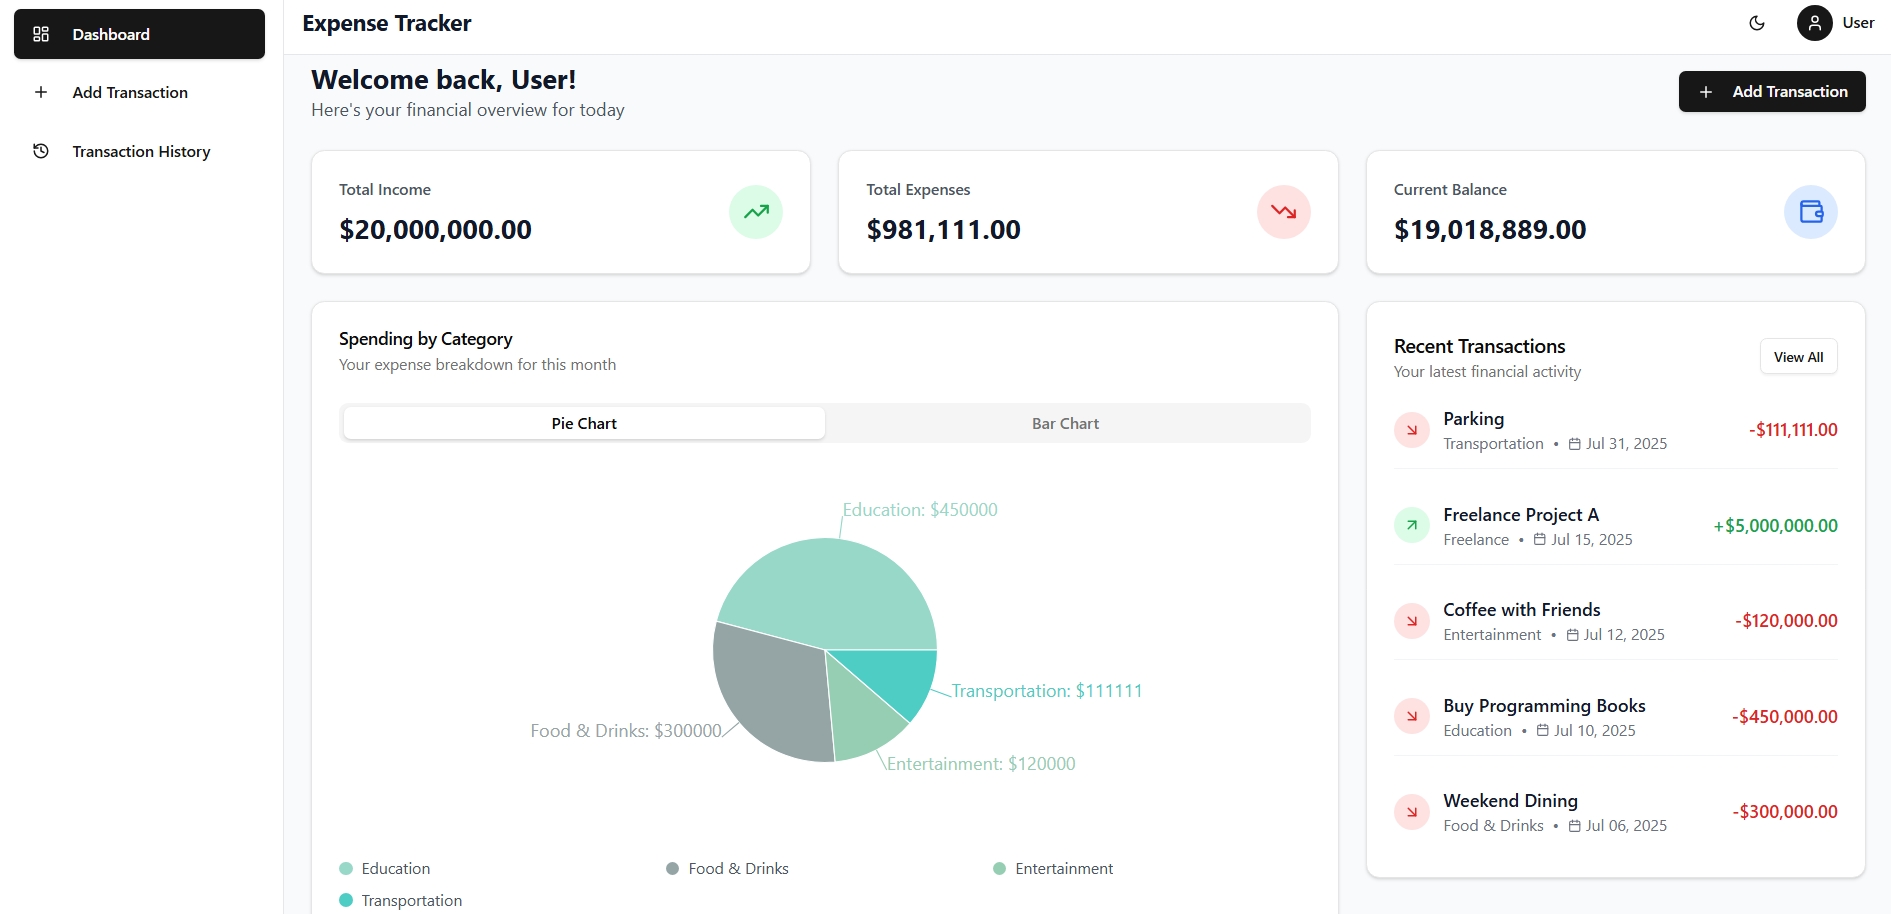 Dashboard
Add Transaction
Transaction History
Expense Tracker
User
Welcome back, User!
Here's your financial overview for today
Add Transaction
Total Income
$20,000,000.00
Total Expenses
$981,111.00
Current Balance
$19,018,889.00
Spending by Category
Your expense breakdown for this month
Pie Chart
Bar Chart
Education: $450000
Transportation: $111111
Food & Drinks: $300000
Entertainment: $120000
Education
Food & Drinks
Entertainment
Transportation
Recent Transactions
Your latest financial activity
View All
Parking
Transportation • Jul 31, 2025
-$111,111.00
Freelance Project A
Freelance • Jul 15, 2025
+$5,000,000.00
Coffee with Friends
Entertainment • Jul 12, 2025
-$120,000.00
Buy Programming Books
Education • Jul 10, 2025
-$450,000.00
Weekend Dining
Food & Drinks • Jul 06, 2025
-$300,000.00